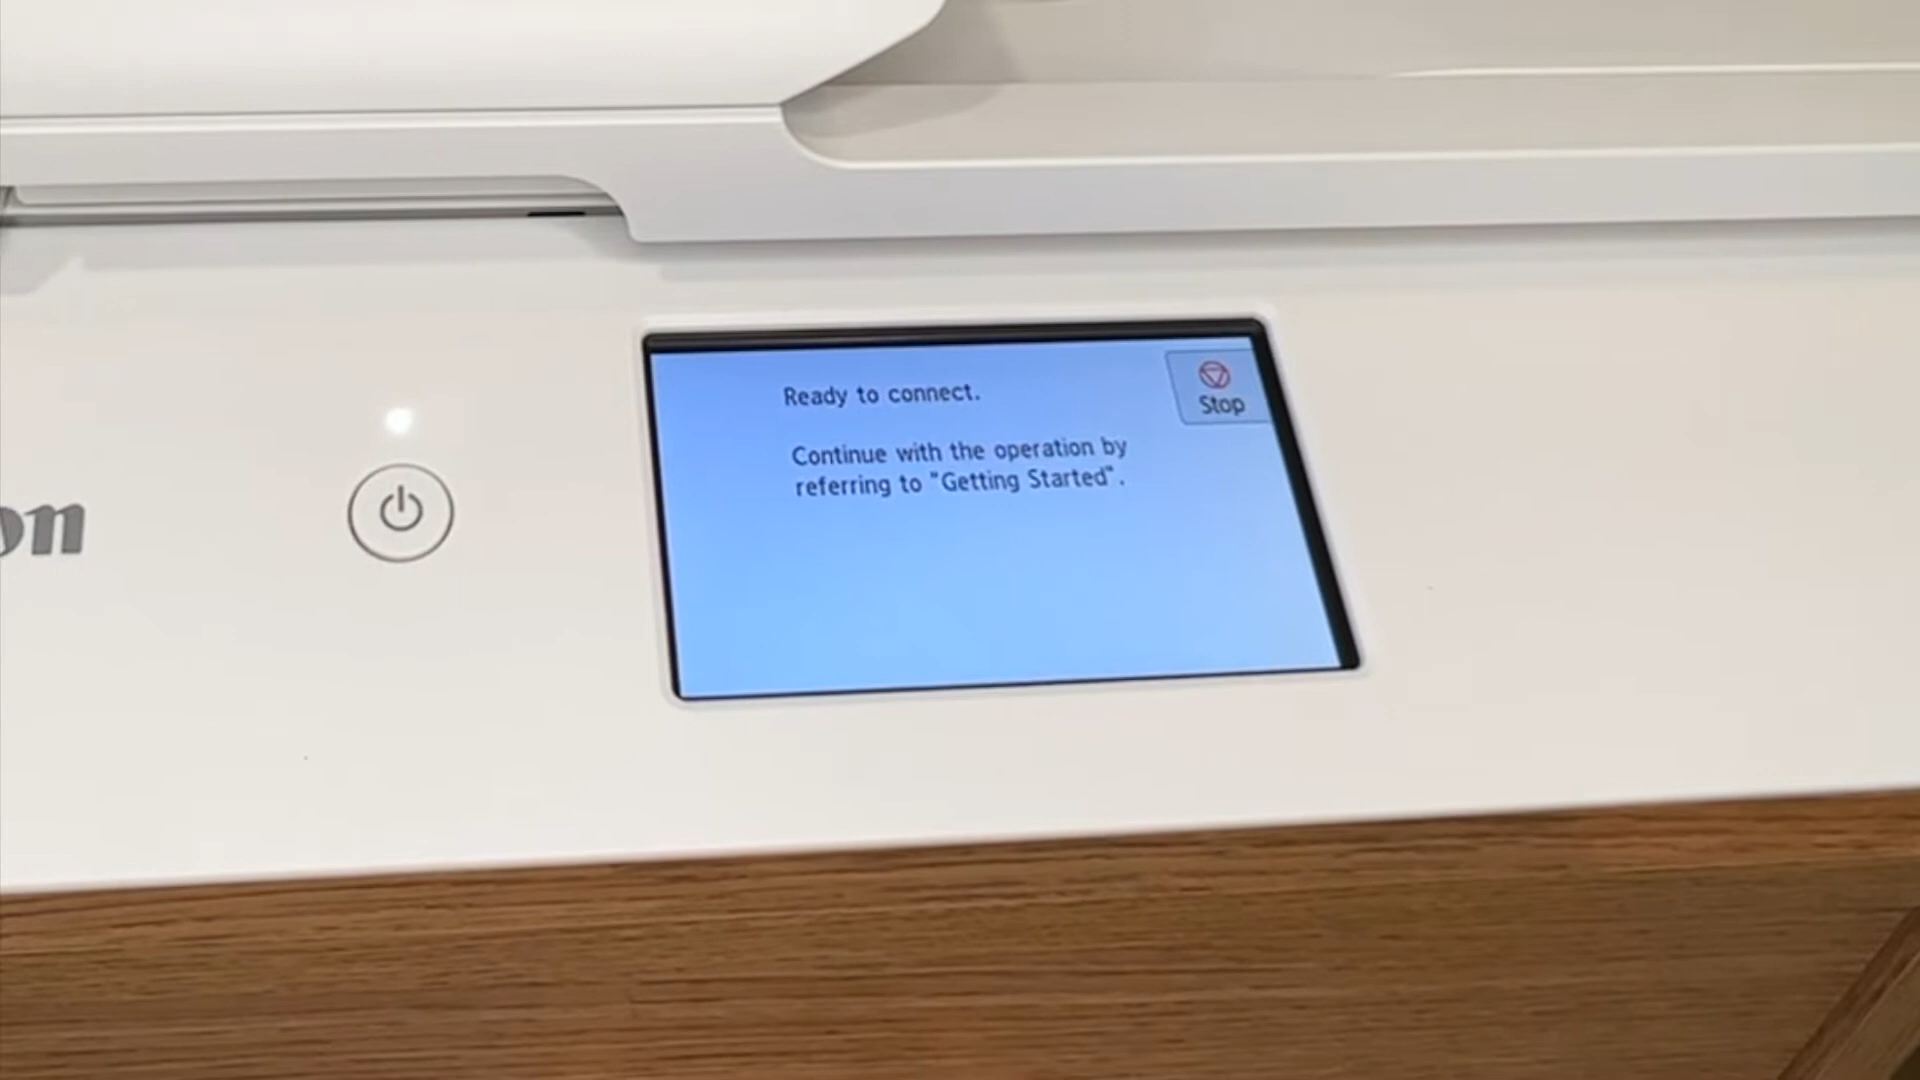 Ready to connect.
Stop
Continue with the operation by
referring to "Getting Started".
on